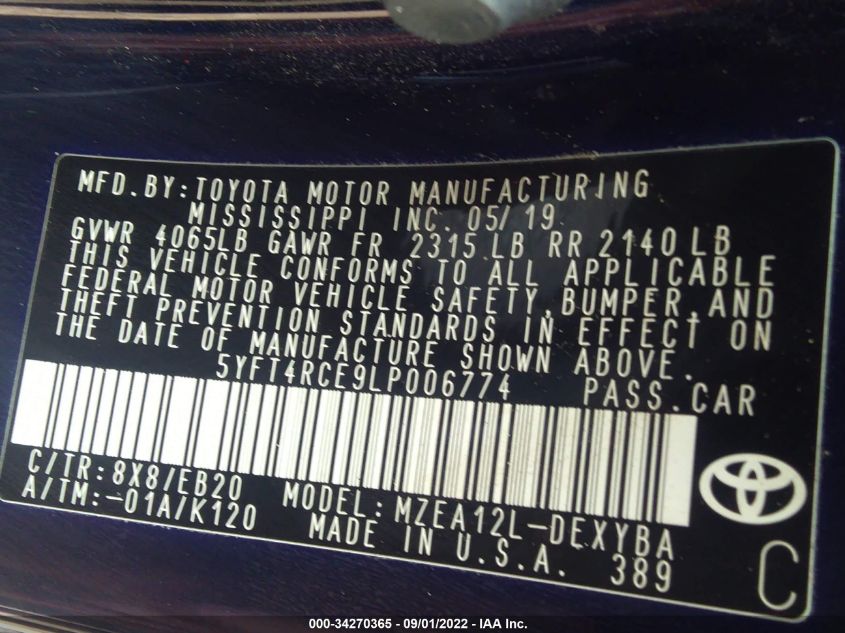 MFD.BY:TOYOTA MOTOR MANUFACTURING
MISSISSIPPI INC. 05/19
GVWR 4065LB GAWR FR 2315LB RR 2140LB
THIS VEHICLE CONFORMS TO ALL APPLICABLE
FEDERAL MOTOR VEHICLE SAFETY,BUMPER,AND
THEFT PREVENTION STANDARDS IN EFFECT ON
THE DATE OF MANUFACTURE SHOWN ABOVE.
5YFT4RCE9LP006774 PASS.CAR
C/TR:8X8/EB20 MODEL:MZEA12L-DEXYBA
A/TM:-01A/K120 MADE IN U.S.A. 389
C
000-34270365 - 09/01/2022 - IAA Inc.